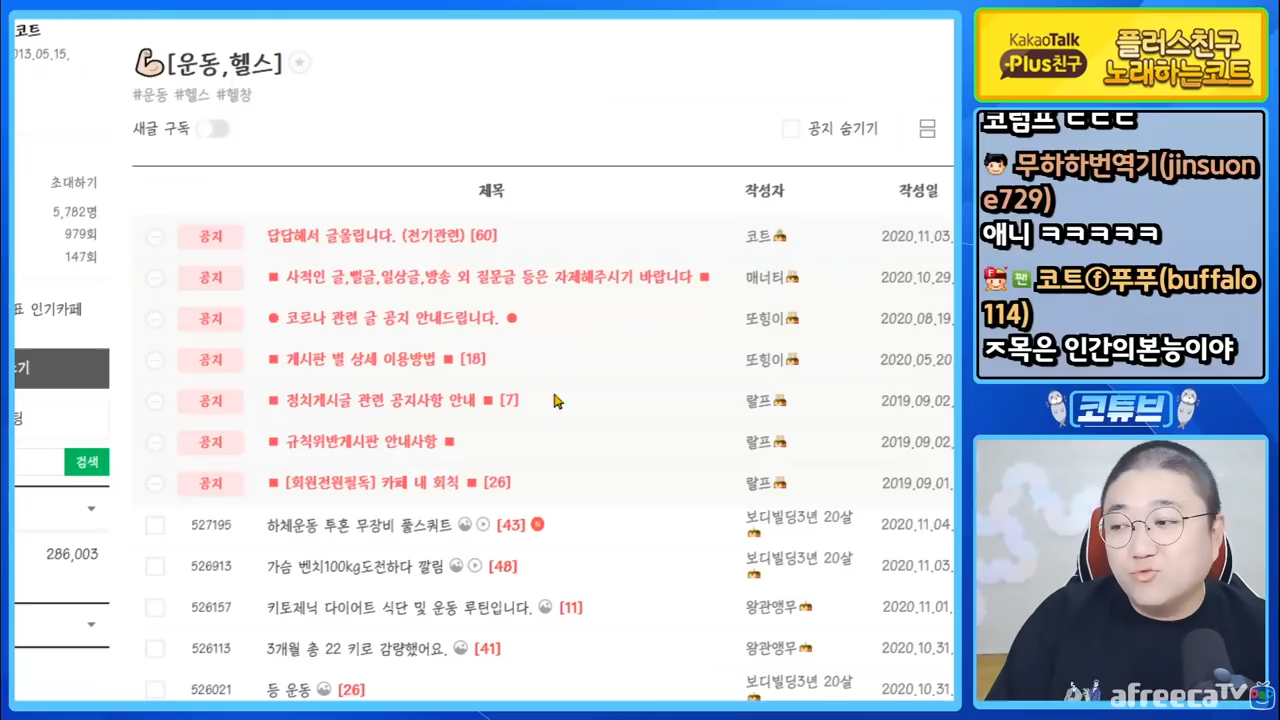 코트
013.05.15.
초대하기
5,782명
979회
147회
표 인기카페
검색
286,003
[운동,헬스]
#운동 #헬스 #헬창
새글 구독
공지 숨기기
제목 작성자 작성일
공지 답답해서 글올립니다. (전기관련) [60] 코트 2020.11.03.
공지 ■ 사적인 글,뻘글,일상글,방송 외 질문글 등은 자제해주시기 바랍니다 ■ 매너티 2020.10.29.
공지 ● 코로나 관련 글 공지 안내드립니다. ● 또힝이 2020.08.19.
공지 ■ 게시판 별 상세 이용방법 ■ [18] 또힝이 2020.05.20.
공지 ■ 정치게시글 관련 공지사항 안내 ■ [7] 랄프 2019.09.02.
공지 ■ 규칙위반게시판 안내사항 ■ 랄프 2019.09.02.
공지 ■ [회원전원필독] 카페 내 회칙 ■ [26] 랄프 2019.09.01.
527195 하체운동 투혼 무장비 풀스쿼트 [43] N 보디빌딩3년 20살 2020.11.04.
526913 가슴 벤치100kg도전하다 깔림 [48] 보디빌딩3년 20살 2020.11.03.
526157 키토제닉 다이어트 식단 및 운동 루틴입니다. [11] 왕관앵무 2020.11.01.
526113 3개월 총 22 키로 감량했어요. [41] 왕관앵무 2020.10.31.
526021 등 운동 [26] 보디빌딩3년 20살 2020.10.31.
KakaoTalk
Plus친구
플러스친구
노래하는코트
코럼프 ㄷㄷㄷ
무하하번역기(jinsuon
e729)
애니 ㅋㅋㅋㅋㅋ
팬 코트ⓕ푸푸(buffalo
114)
ㅈ목은 인간의본능이야
코튜브
afreecaTV